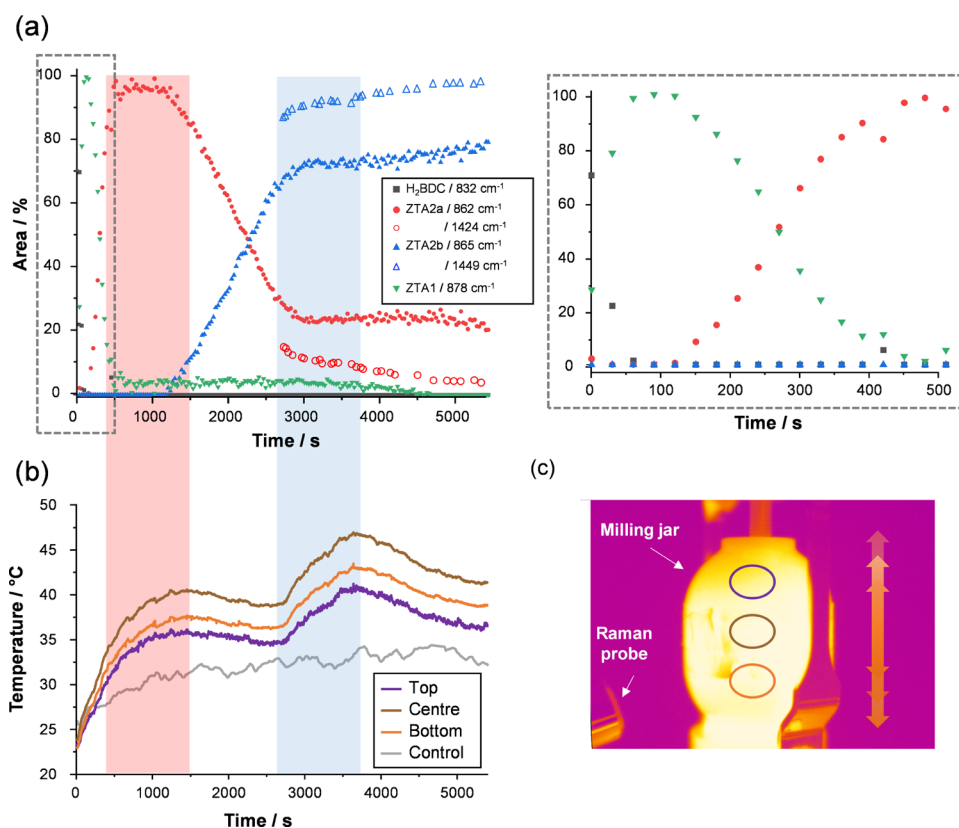 (a)
100
80
60
40
20
0
Area / %
0 1000 2000 3000 4000 5000
Time / s
H₂BDC / 832 cm⁻¹
ZTA2a / 862 cm⁻¹
/ 1424 cm⁻¹
ZTA2b / 865 cm⁻¹
/ 1449 cm⁻¹
ZTA1 / 878 cm⁻¹
100
80
60
40
20
0
0 100 200 300 400 500
Time / s
(b)
50
45
40
35
30
25
20
Temperature / °C
0 1000 2000 3000 4000 5000
Time / s
Top
Centre
Bottom
Control
(c)
Milling jar
Raman
probe